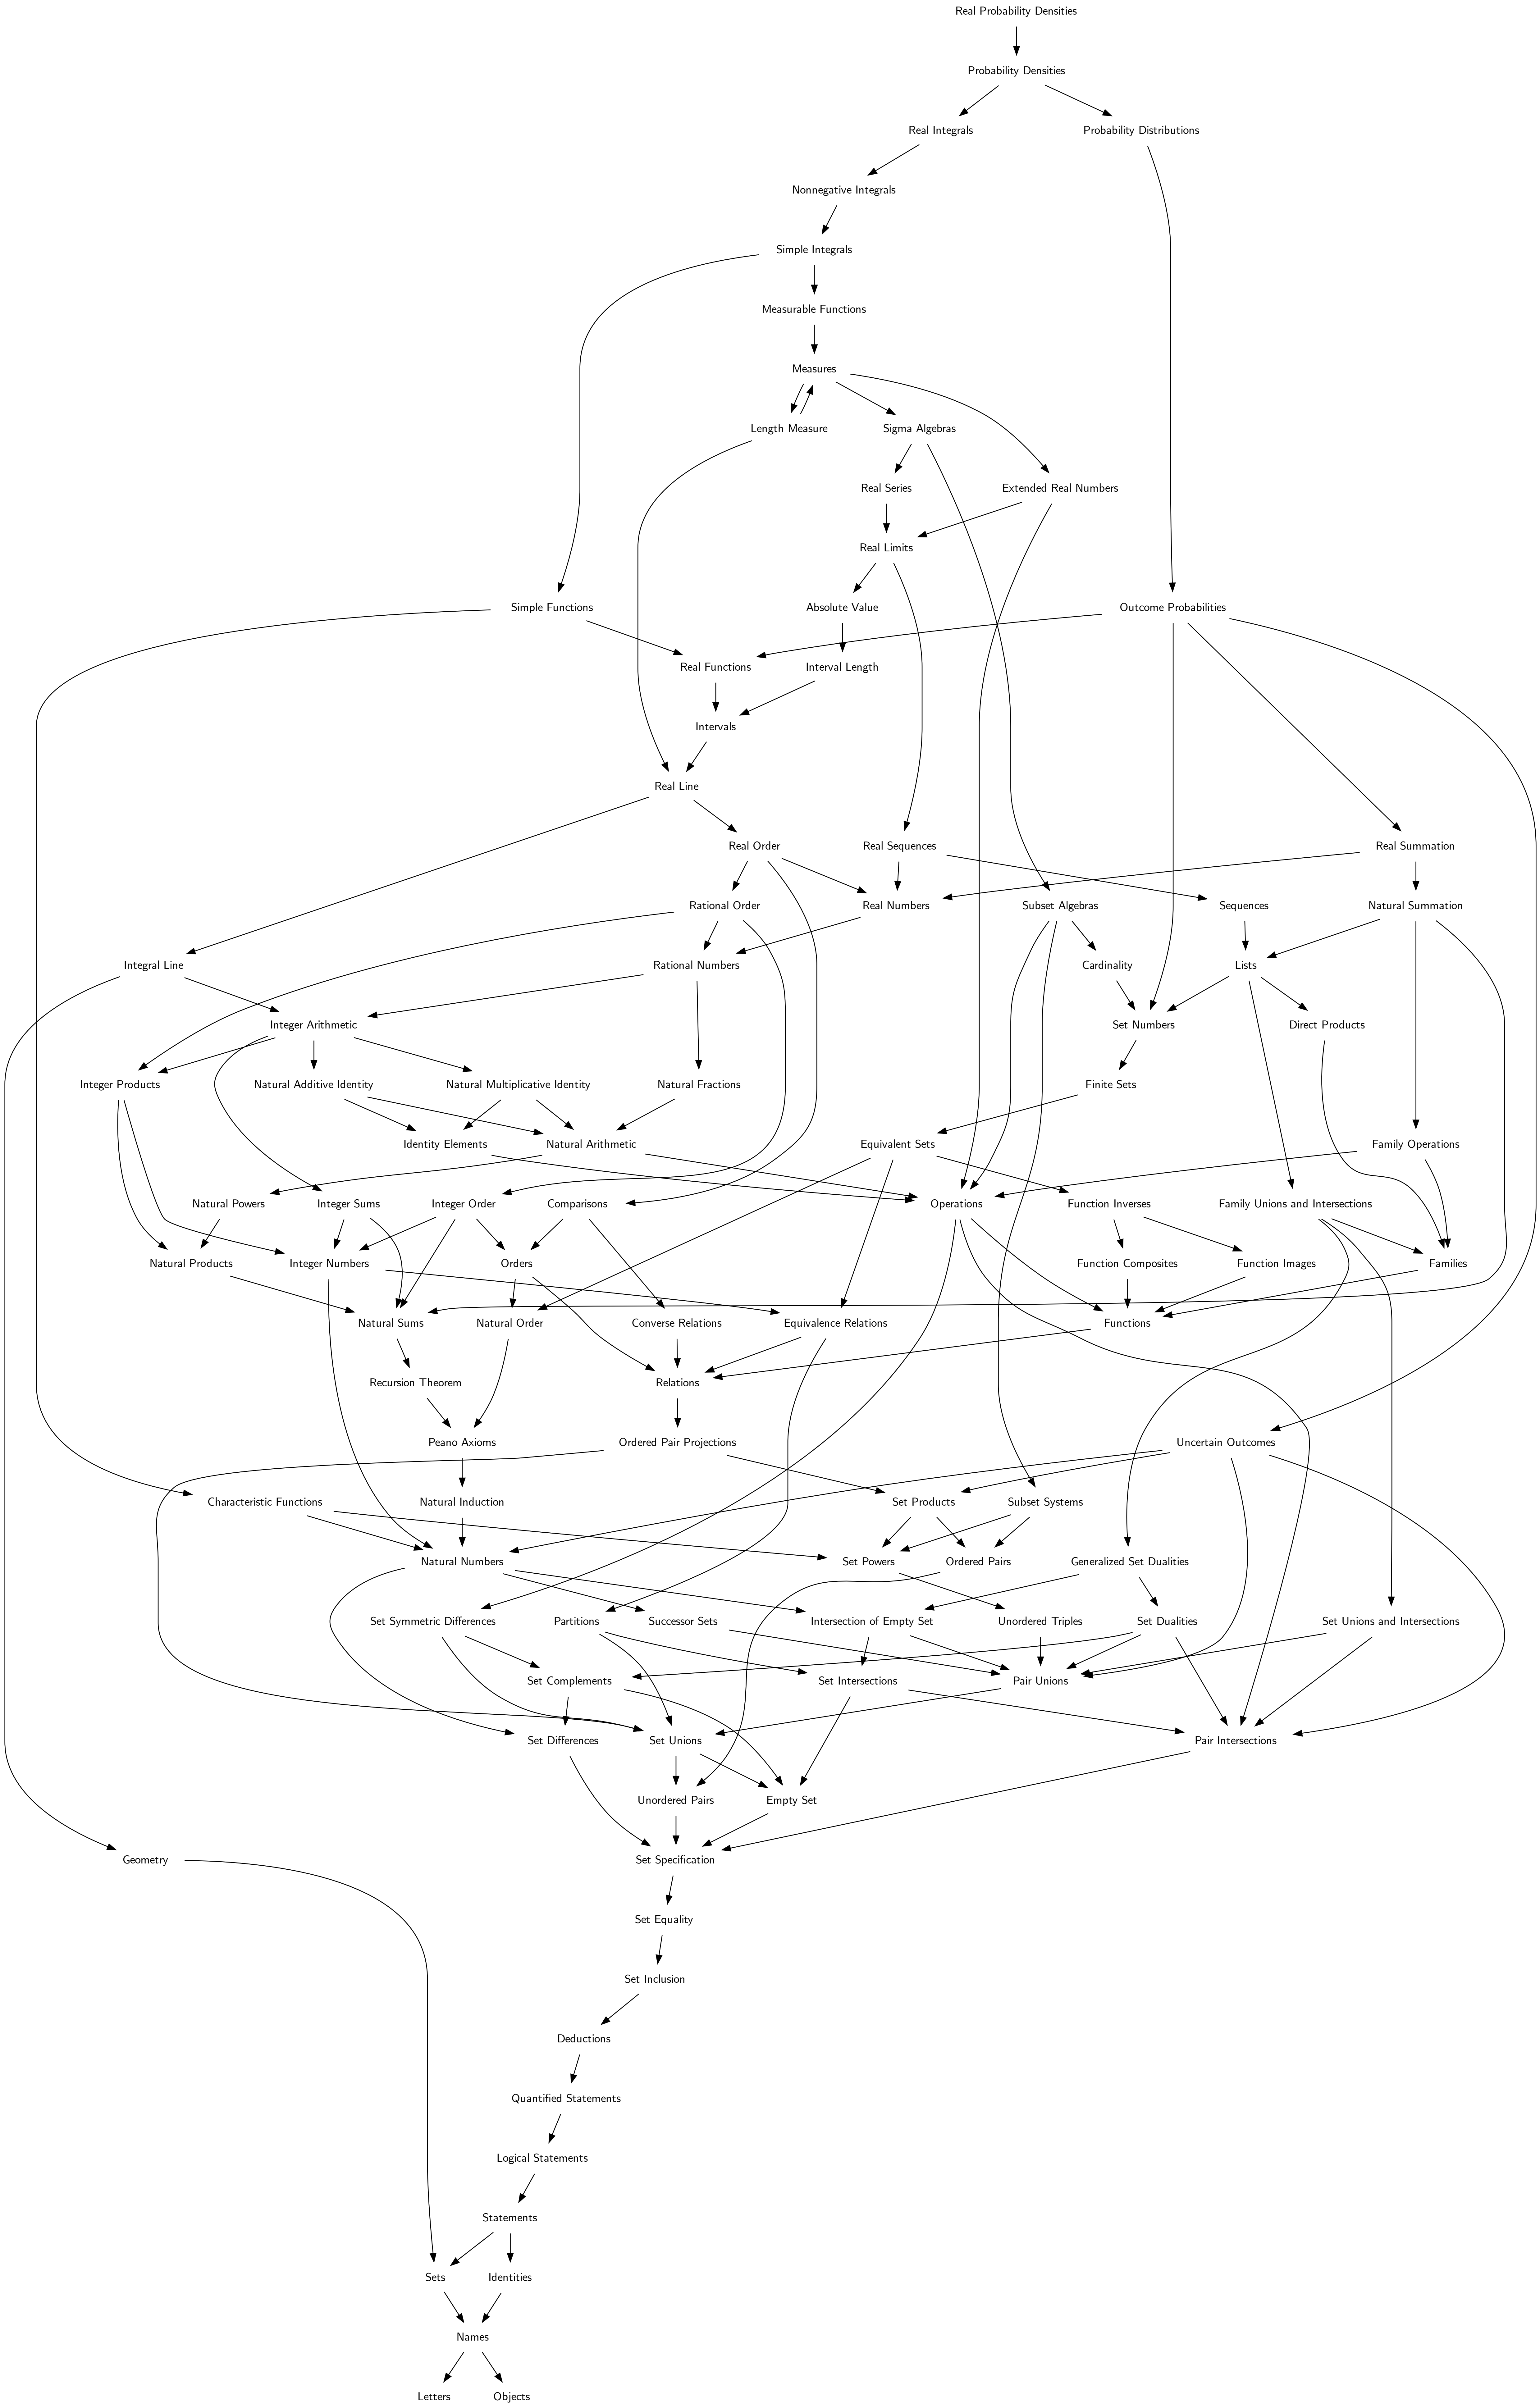 Real Probability Densities
Probability Densities
Real Integrals
Probability Distributions
Nonnegative Integrals
Simple Integrals
Measurable Functions
Measures
Length Measure
Sigma Algebras
Real Series
Extended Real Numbers
Real Limits
Simple Functions
Absolute Value
Outcome Probabilities
Real Functions
Interval Length
Intervals
Real Line
Real Order
Real Sequences
Real Summation
Rational Order
Real Numbers
Subset Algebras
Sequences
Natural Summation
Integral Line
Rational Numbers
Cardinality
Lists
Integer Arithmetic
Set Numbers
Direct Products
Integer Products
Natural Additive Identity
Natural Multiplicative Identity
Natural Fractions
Finite Sets
Identity Elements
Natural Arithmetic
Equivalent Sets
Family Operations
Natural Powers
Integer Sums
Integer Order
Comparisons
Operations
Function Inverses
Family Unions and Intersections
Natural Products
Integer Numbers
Orders
Function Composites
Function Images
Families
Natural Sums
Natural Order
Converse Relations
Equivalence Relations
Functions
Recursion Theorem
Relations
Peano Axioms
Ordered Pair Projections
Uncertain Outcomes
Characteristic Functions
Natural Induction
Set Products
Subset Systems
Natural Numbers
Set Powers
Ordered Pairs
Generalized Set Dualities
Set Symmetric Differences
Partitions
Successor Sets
Intersection of Empty Set
Unordered Triples
Set Dualities
Set Unions and Intersections
Set Complements
Set Intersections
Pair Unions
Set Differences
Set Unions
Pair Intersections
Unordered Pairs
Empty Set
Geometry
Set Specification
Set Equality
Set Inclusion
Deductions
Quantified Statements
Logical Statements
Statements
Sets
Identities
Names
Letters
Objects